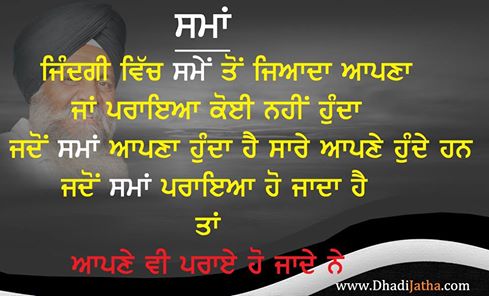 ਸਮਾਂ
ਜਿੰਦਗੀ ਵਿੱਚ ਸਮੇਂ ਤੋਂ ਜਿਆਦਾ ਆਪਣਾ
ਜਾਂ ਪਰਾਇਆ ਕੋਈ ਨਹੀਂ ਹੁੰਦਾ
ਜਦੋਂ ਸਮਾਂ ਆਪਣਾ ਹੁੰਦਾ ਹੈ ਸਾਰੇ ਆਪਣੇ ਹੁੰਦੇ ਹਨ
ਜਦੋਂ ਸਮਾਂ ਪਰਾਇਆ ਹੋ ਜਾਦਾ ਹੈ
ਤਾਂ
ਆਪਣੇ ਵੀ ਪਰਾਏ ਹੋ ਜਾਦੇ ਨੇ
www.DhadiJatha.com